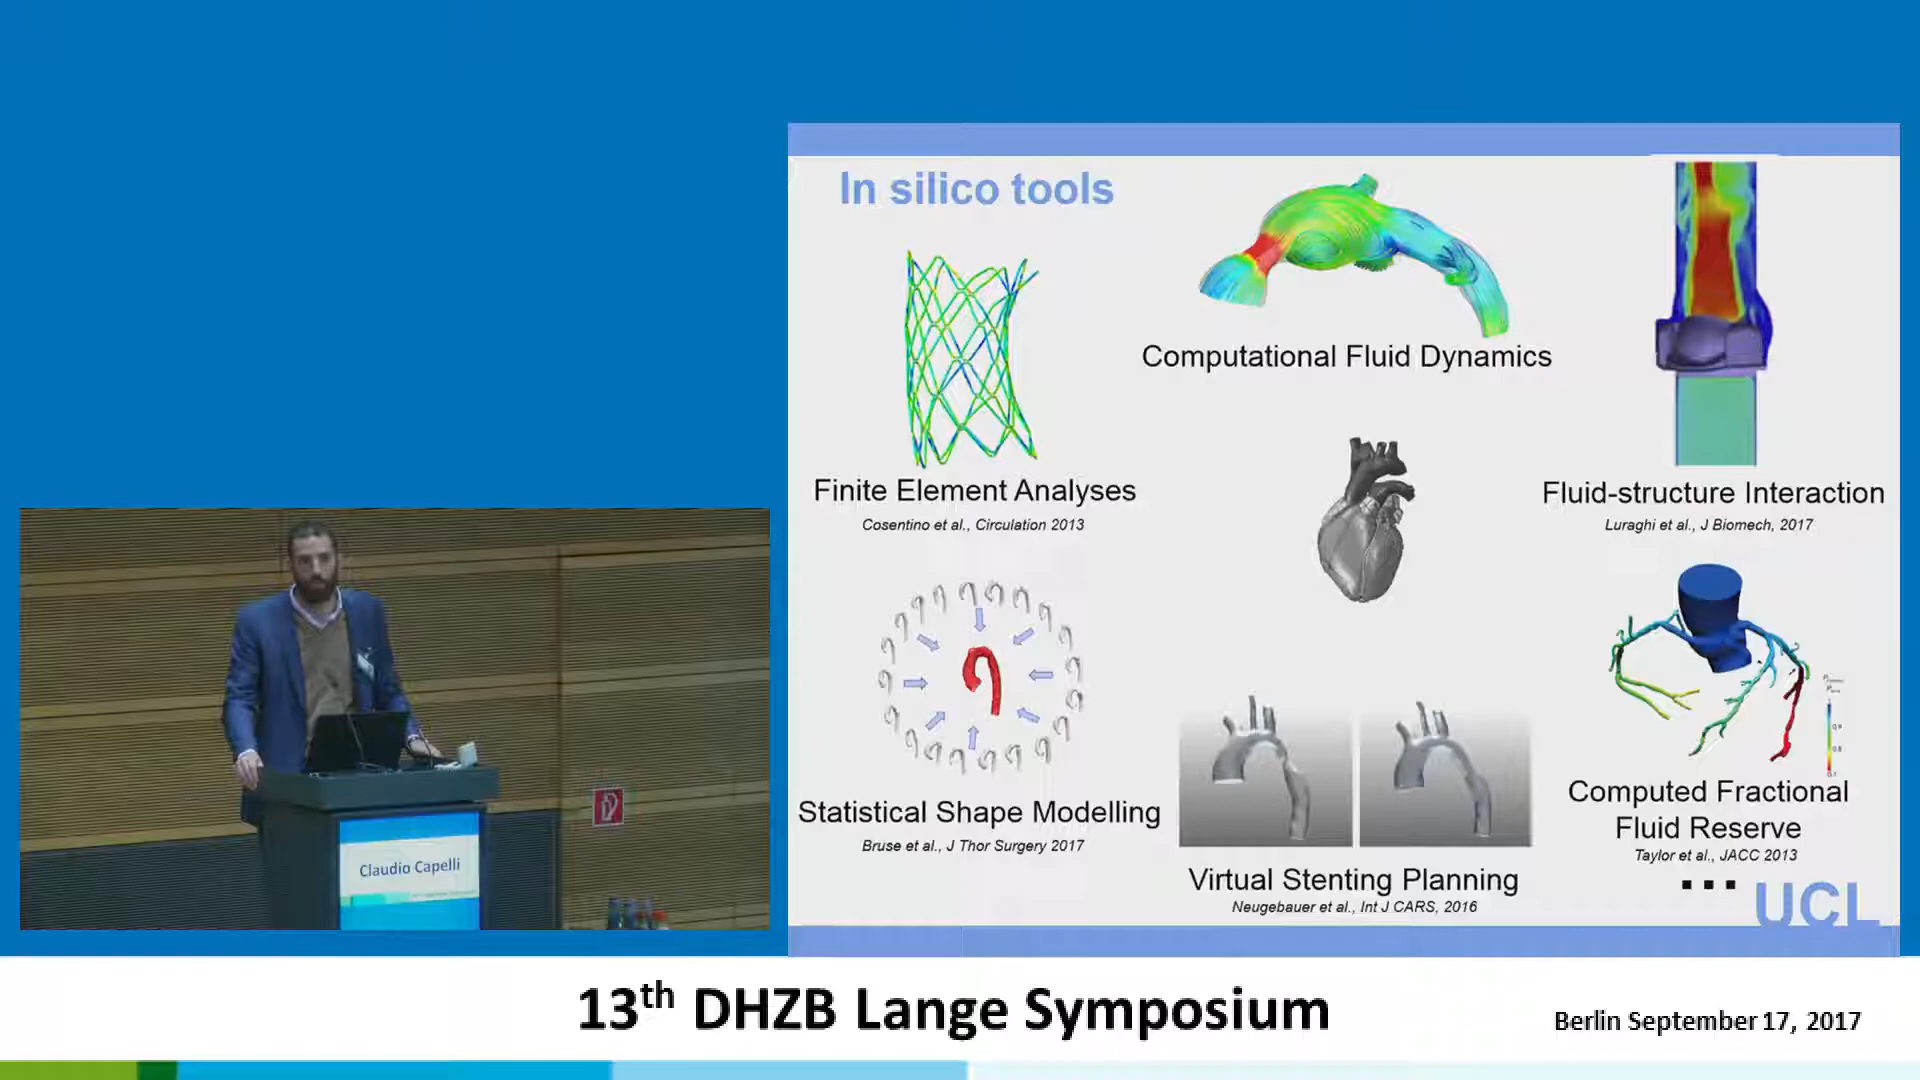 In silico tools
Computational Fluid Dynamics
Finite Element Analyses
Cosentino et al., Circulation 2013
Fluid-structure Interaction
Luraghi et al., J Biomech, 2017
Statistical Shape Modelling
Bruse et al., J Thor Surgery 2017
Virtual Stenting Planning
Neugebauer et al., Int J CARS, 2016
Computed Fractional
Fluid Reserve
Taylor et al., JACC 2013
...
UCL
Claudio Capelli
13th DHZB Lange Symposium
Berlin September 17, 2017